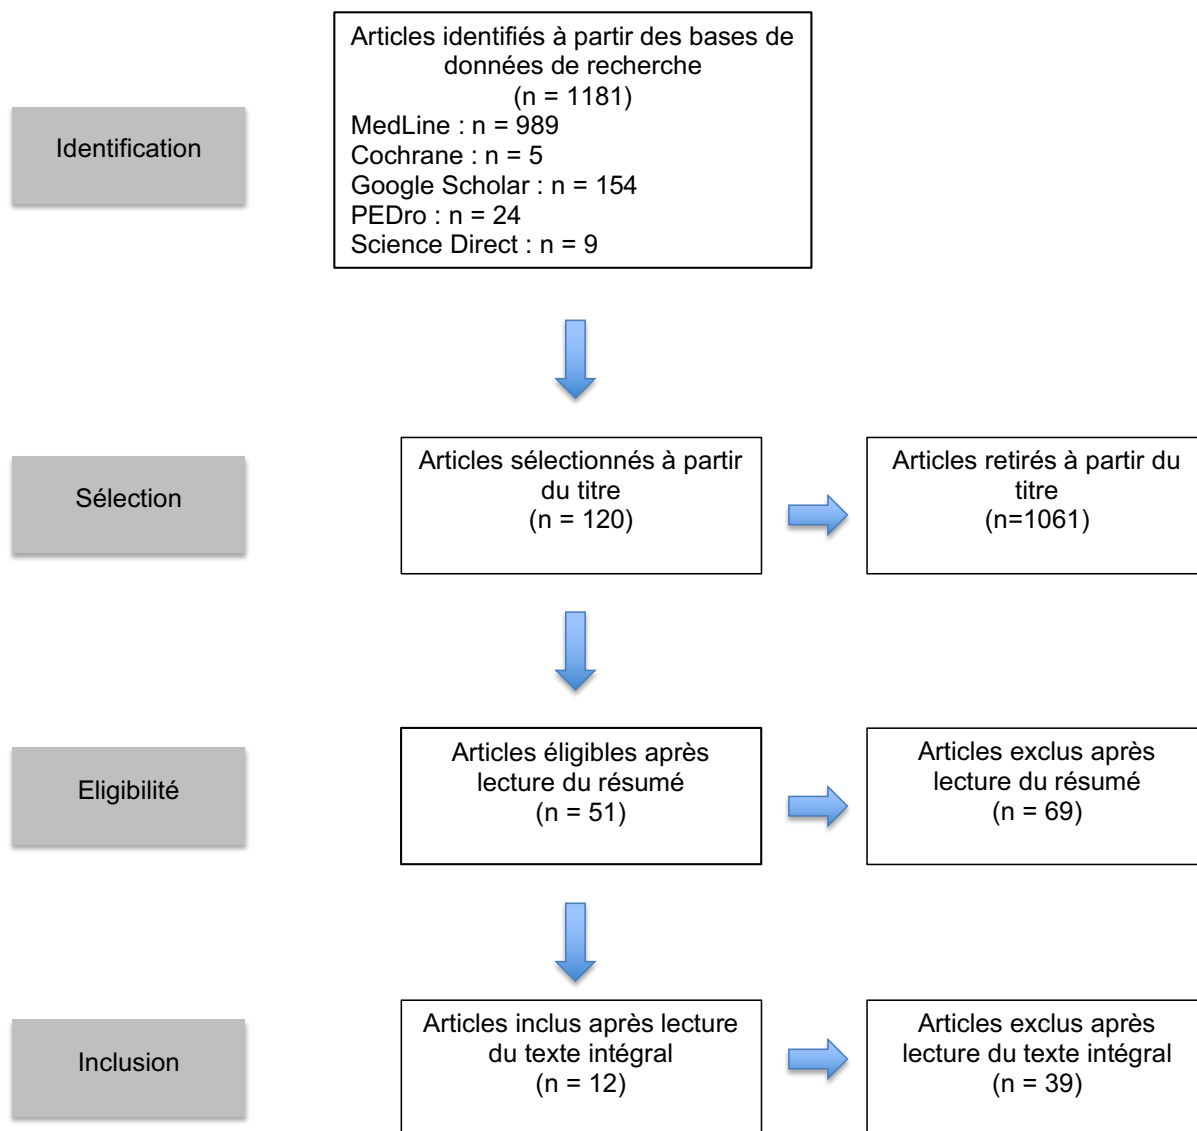 Articles identifiés à partir des bases de
données de recherche
(n = 1181)
MedLine : n = 989
Cochrane : n = 5
Google Scholar : n = 154
PEDro : n = 24
Science Direct : n = 9
Identification
Sélection
Articles sélectionnés à partir
du titre
(n = 120)
Articles retirés à partir du
titre
(n=1061)
Eligibilité
Articles éligibles après
lecture du résumé
(n = 51)
Articles exclus après
lecture du résumé
(n = 69)
Inclusion
Articles inclus après lecture
du texte intégral
(n = 12)
Articles exclus après
lecture du texte intégral
(n = 39)